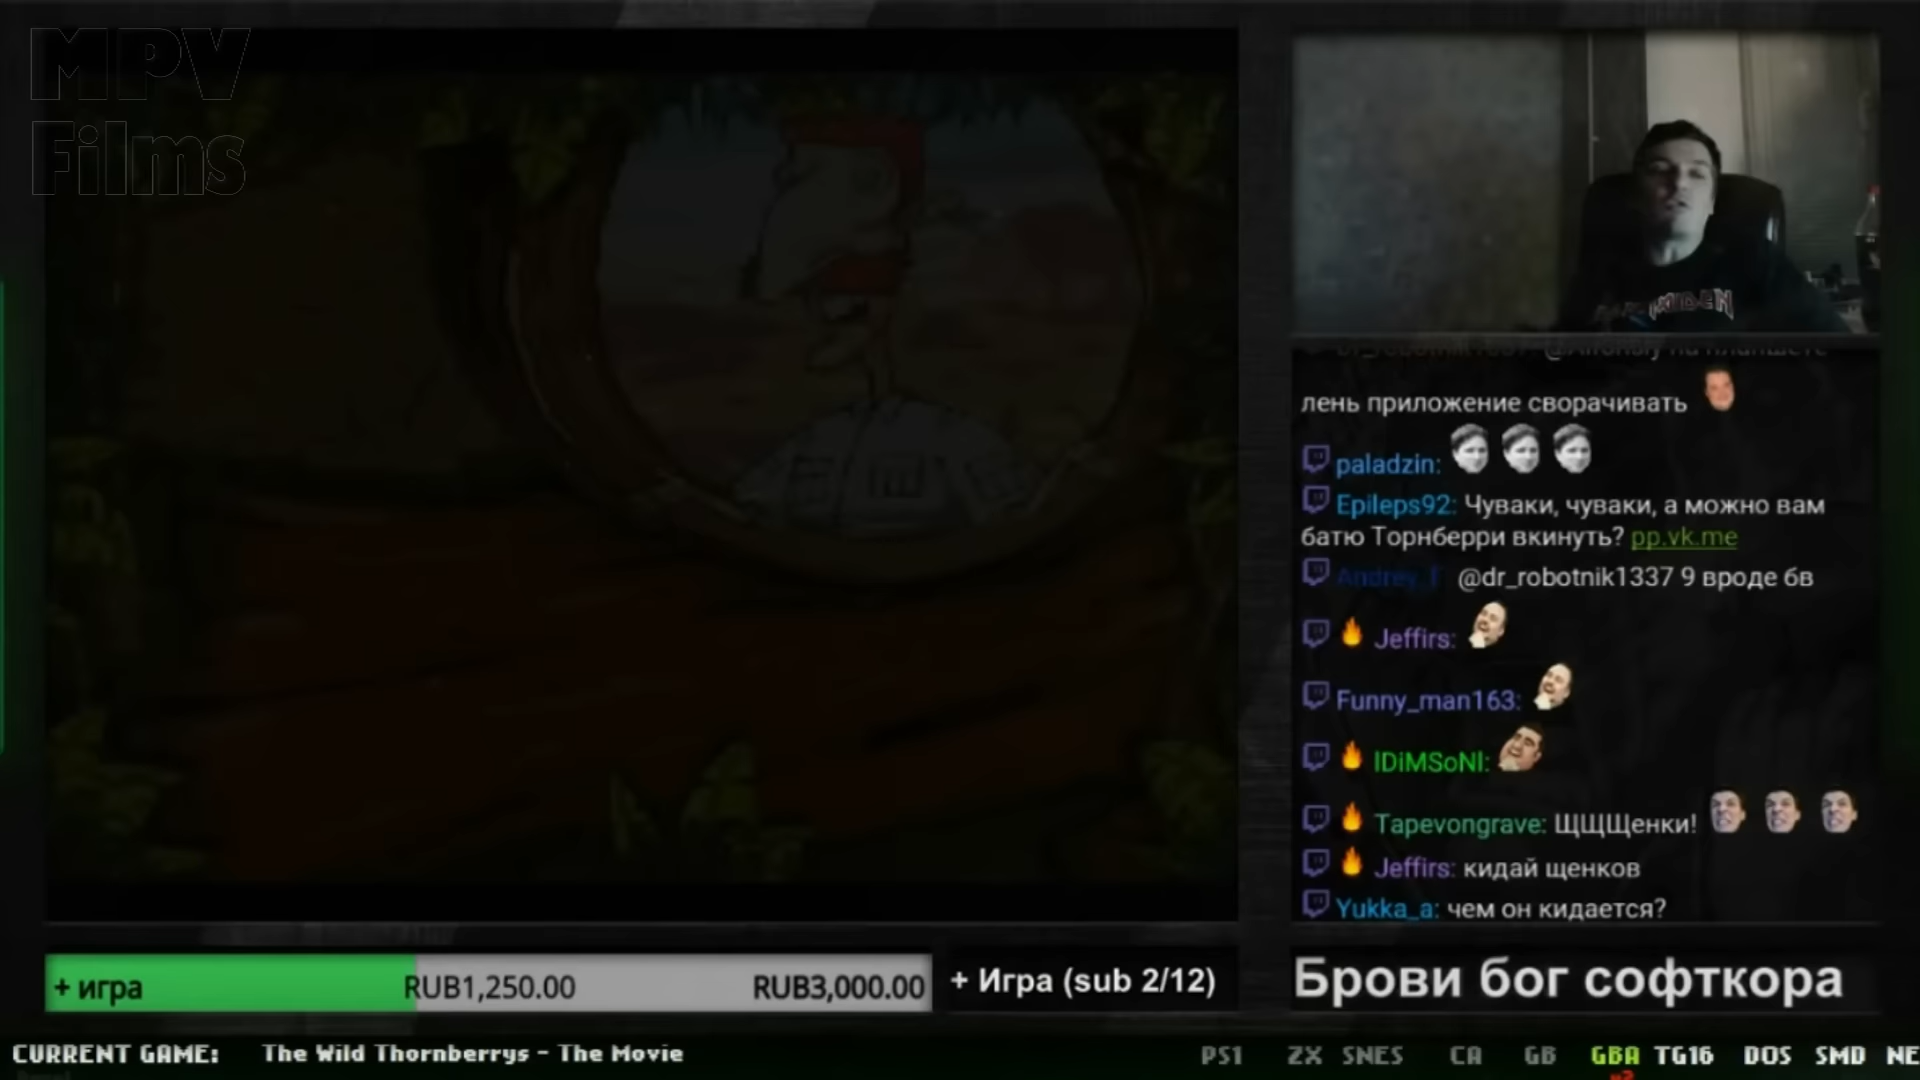 MPV
Films
MAIDEN
лень приложение сворачивать
paladzin:
Epileps92: Чуваки, чуваки, а можно вам
батю Торнберри вкинуть? pp.vk.me
@dr_robotnik1337 9 вроде бв
Jeffirs:
Funny_man163:
lDiMSoNl:
Tapevongrave: ЩЩЩенки!
Jeffirs: кидай щенков
Yukka_a: чем он кидается?
+ игра RUB1,250.00 RUB3,000.00
+ Игра (sub 2/12)
Брови бог софткора
CURRENT GAME: The Wild Thornberrys - The Movie
PS1 ZX SNES CA GB GBA TG16 DOS SMD NE